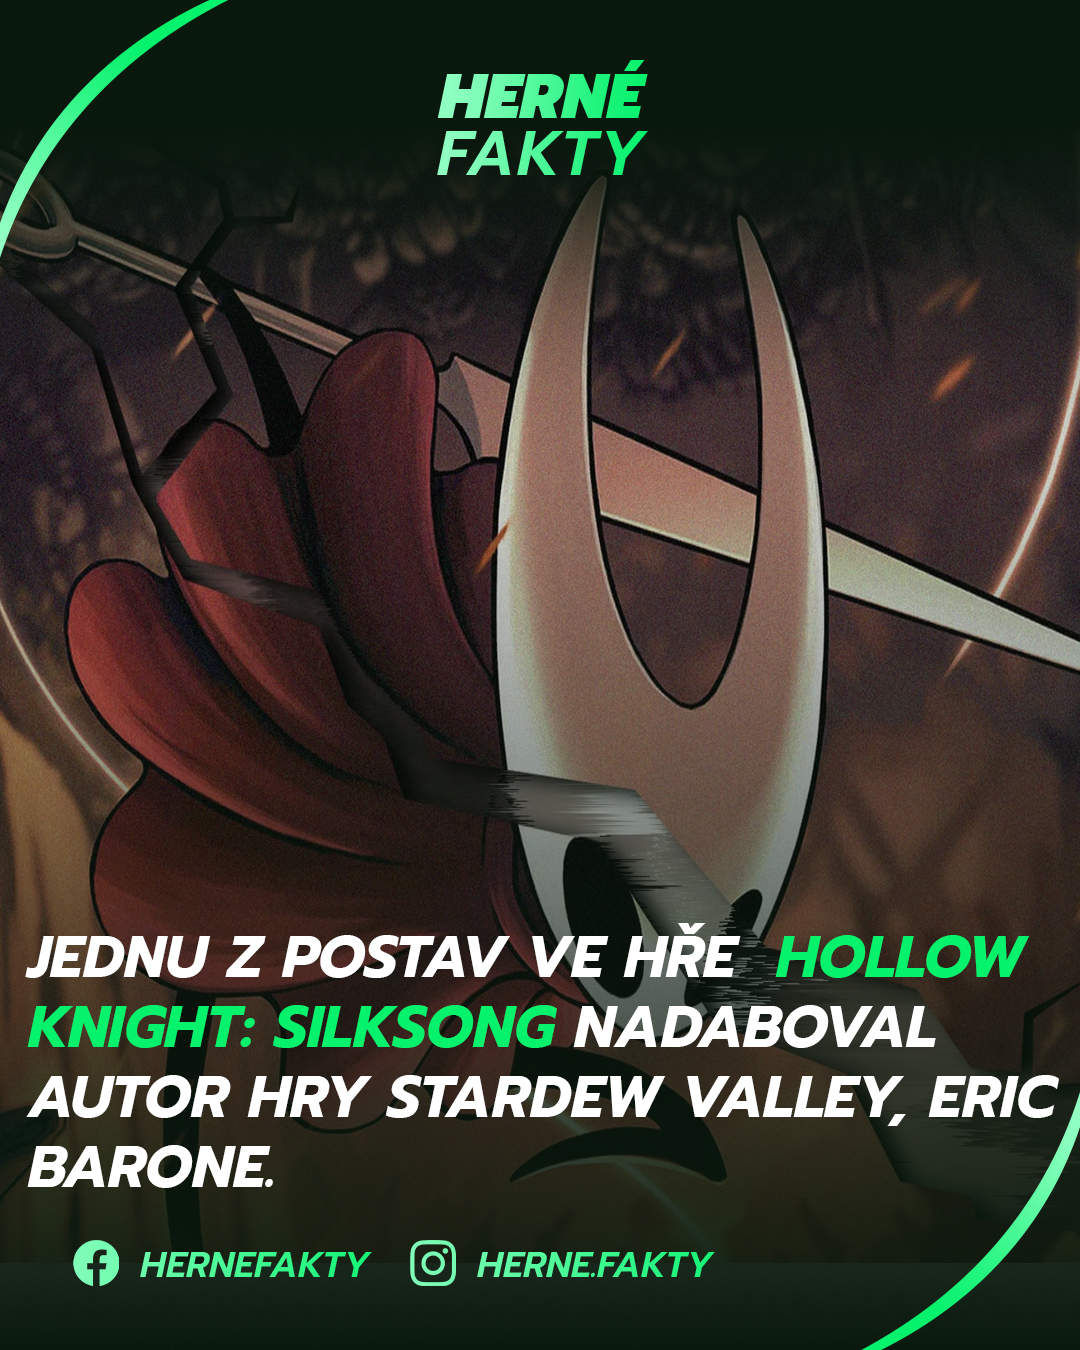 HERNÉ
FAKTY
JEDNU Z POSTAV VE HŘE HOLLOW
KNIGHT: SILKSONG NADABOVAL
AUTOR HRY STARDEW VALLEY, ERIC
BARONE.
HERNEFAKTY HERNE.FAKTY